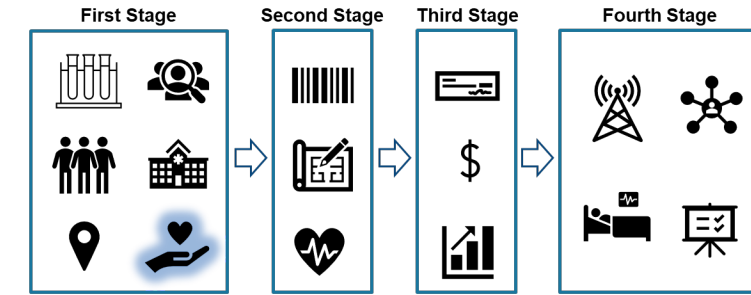 First Stage
Second Stage
Third Stage
Fourth Stage
$